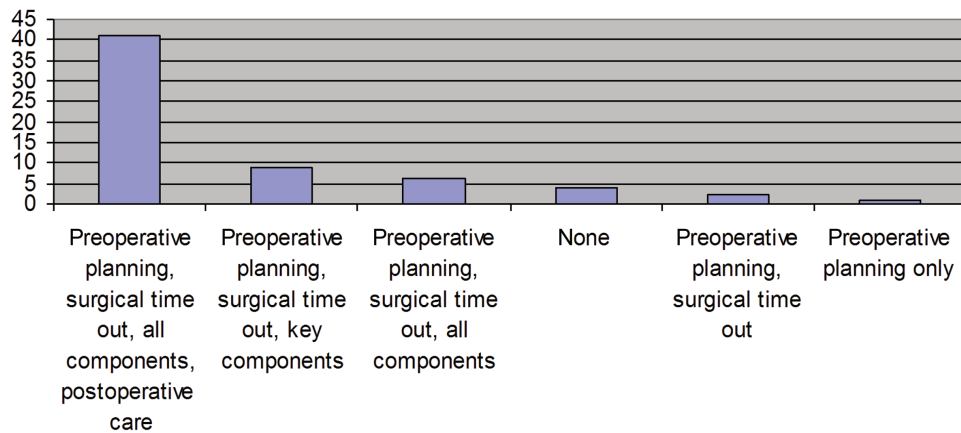 45
40
35
30
25
20
15
10
5
0
Preoperative
planning,
surgical time
out, all
components,
postoperative
care
Preoperative
planning,
surgical time
out, key
components
Preoperative
planning,
surgical time
out, all
components
None
Preoperative
planning,
surgical time
out
Preoperative
planning only